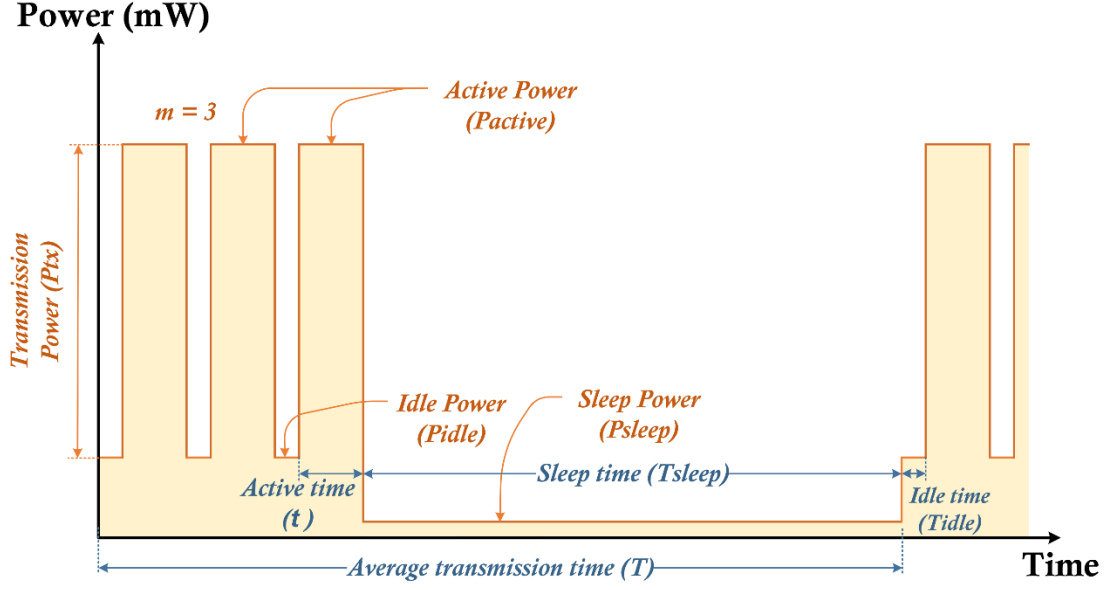 Power (mW)
m = 3
Active Power
(Pactive)
Transmission
Power (Ptx)
Idle Power
(Pidle)
Sleep Power
(Psleep)
Active time
(t )
Sleep time (Tsleep)
Idle time
(Tidle)
Average transmission time (T)
Time